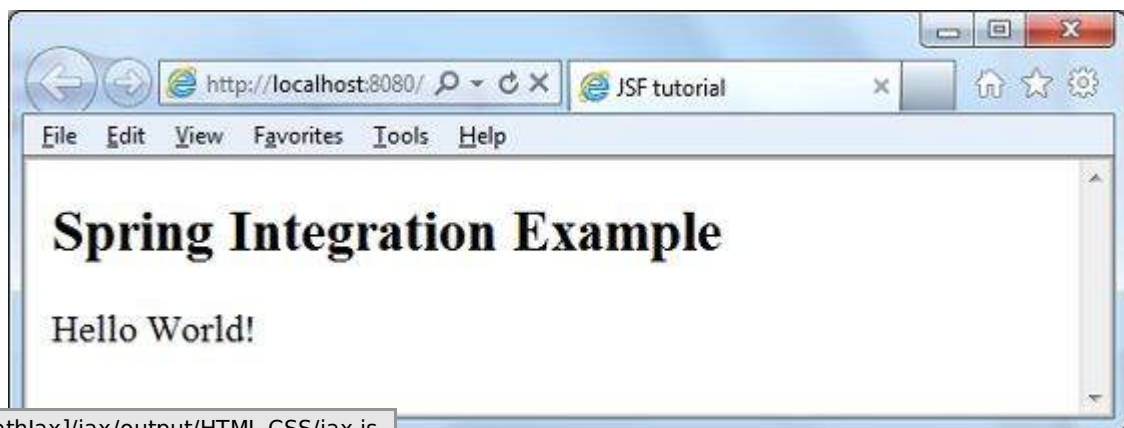 http://localhost:8080/
JSF tutorial
File Edit View Favorites Tools Help
Spring Integration Example
Hello World!
]/jax/output/HTML-CSS/jax.js